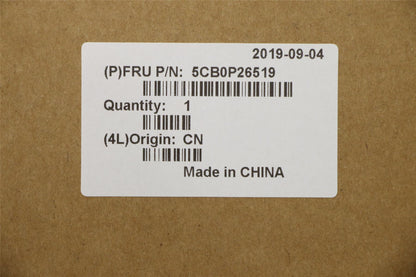 2019-09-04
(P)FRU P/N: 5CB0P26519
Quantity: 1
(4L)Origin: CN
Made in CHINA